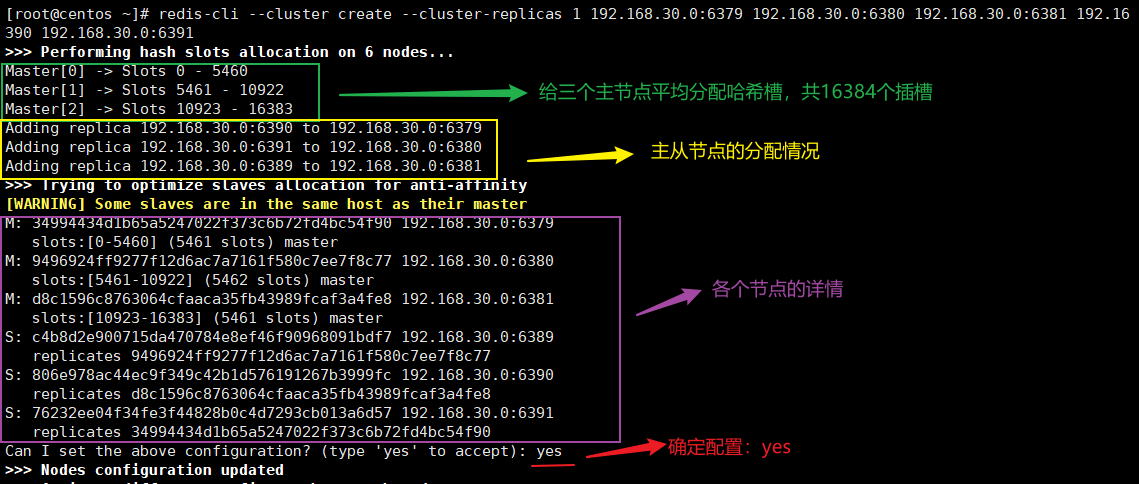 [root@centos ~]# redis-cli --cluster create --cluster-replicas 1 192.168.30.0:6379 192.168.30.0:6380 192.168.30.0:6381 192.16
390 192.168.30.0:6391
>>> Performing hash slots allocation on 6 nodes...
Master[0] -> Slots 0 - 5460
Master[1] -> Slots 5461 - 10922
给三个主节点平均分配哈希槽，共16384个插槽
Master[2] -> Slots 10923 - 16383
Adding replica 192.168.30.0:6390 to 192.168.30.0:6379
Adding replica 192.168.30.0:6391 to 192.168.30.0:6380
主从节点的分配情况
Adding replica 192.168.30.0:6389 to 192.168.30.0:6381
>>> Trying to optimize slaves allocation for anti-affinity
[WARNING] Some slaves are in the same host as their master
M: 34994434d1b65a5247022f373c6b72fd4bc54f90 192.168.30.0:6379
slots:[0-5460] (5461 slots) master
M: 9496924ff9277f12d6ac7a7161f580c7ee7f8c77 192.168.30.0:6380
slots:[5461-10922] (5462 slots) master
各个节点的详情
M: d8c1596c8763064cfaaca35fb43989fcaf3a4fe8 192.168.30.0:6381
slots:[10923-16383] (5461 slots) master
S: c4b8d2e900715da470784e8ef46f90968091bdf7 192.168.30.0:6389
replicates 9496924ff9277f12d6ac7a7161f580c7ee7f8c77
S: 806e978ac44ec9f349c42b1d576191267b3999fc 192.168.30.0:6390
replicates d8c1596c8763064cfaaca35fb43989fcaf3a4fe8
S: 76232ee04f34fe3f44828b0c4d7293cb013a6d57 192.168.30.0:6391
replicates 34994434d1b65a5247022f373c6b72fd4bc54f90
Can I set the above configuration? (type 'yes' to accept): yes
确定配置：yes
>>> Nodes configuration updated